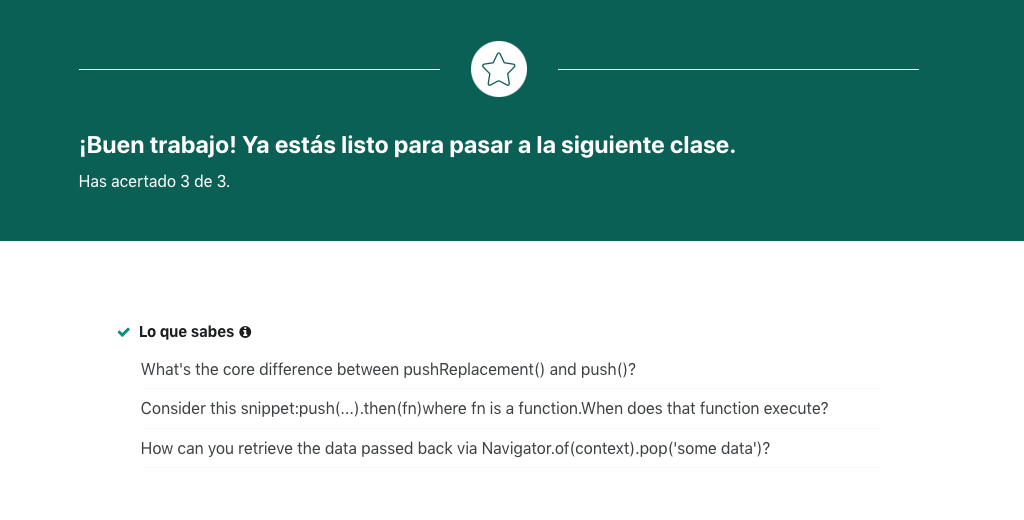 ¡Buen trabajo! Ya estás listo para pasar a la siguiente clase.
Has acertado 3 de 3.
Lo que sabes
What's the core difference between pushReplacement() and push()?
Consider this snippet:push(...).then(fn)where fn is a function.When does that function execute?
How can you retrieve the data passed back via Navigator.of(context).pop('some data')?